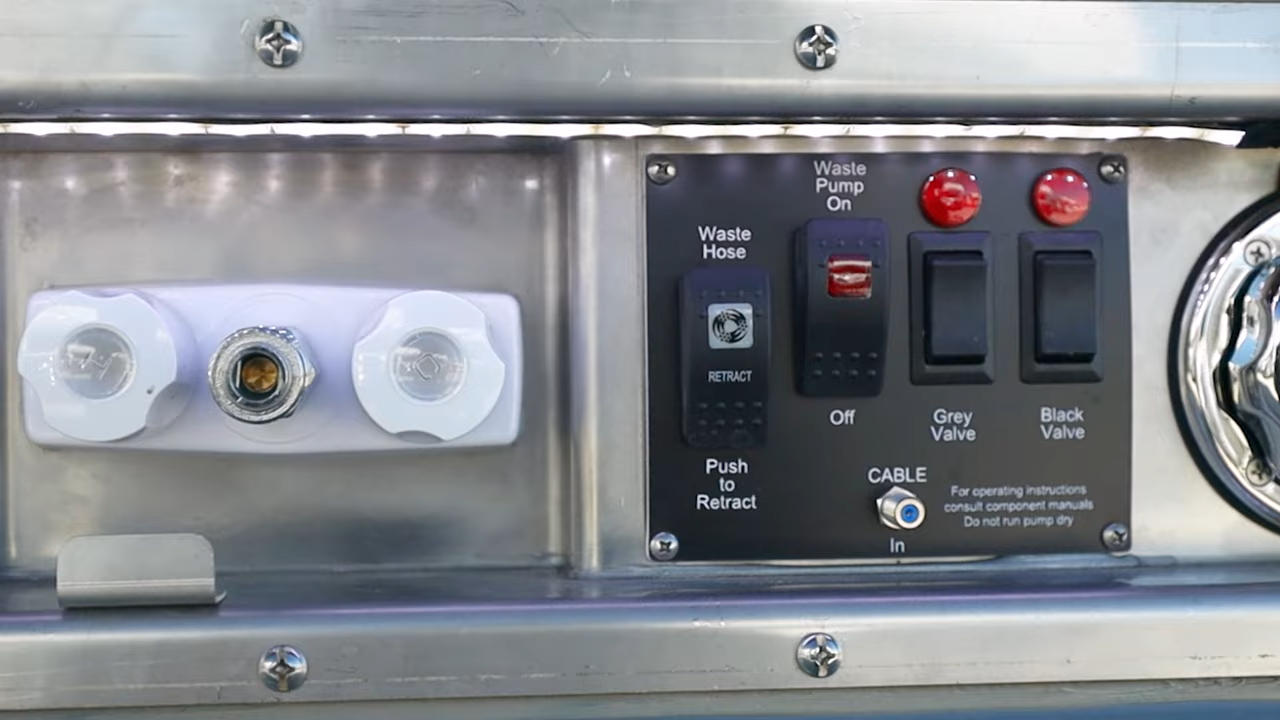 Waste
Hose
RETRACT
Push
to
Retract
Waste
Pump
On
Off
Grey
Valve
Black
Valve
CABLE
In
For operating instructions
consult component manuals
Do not run pump dry